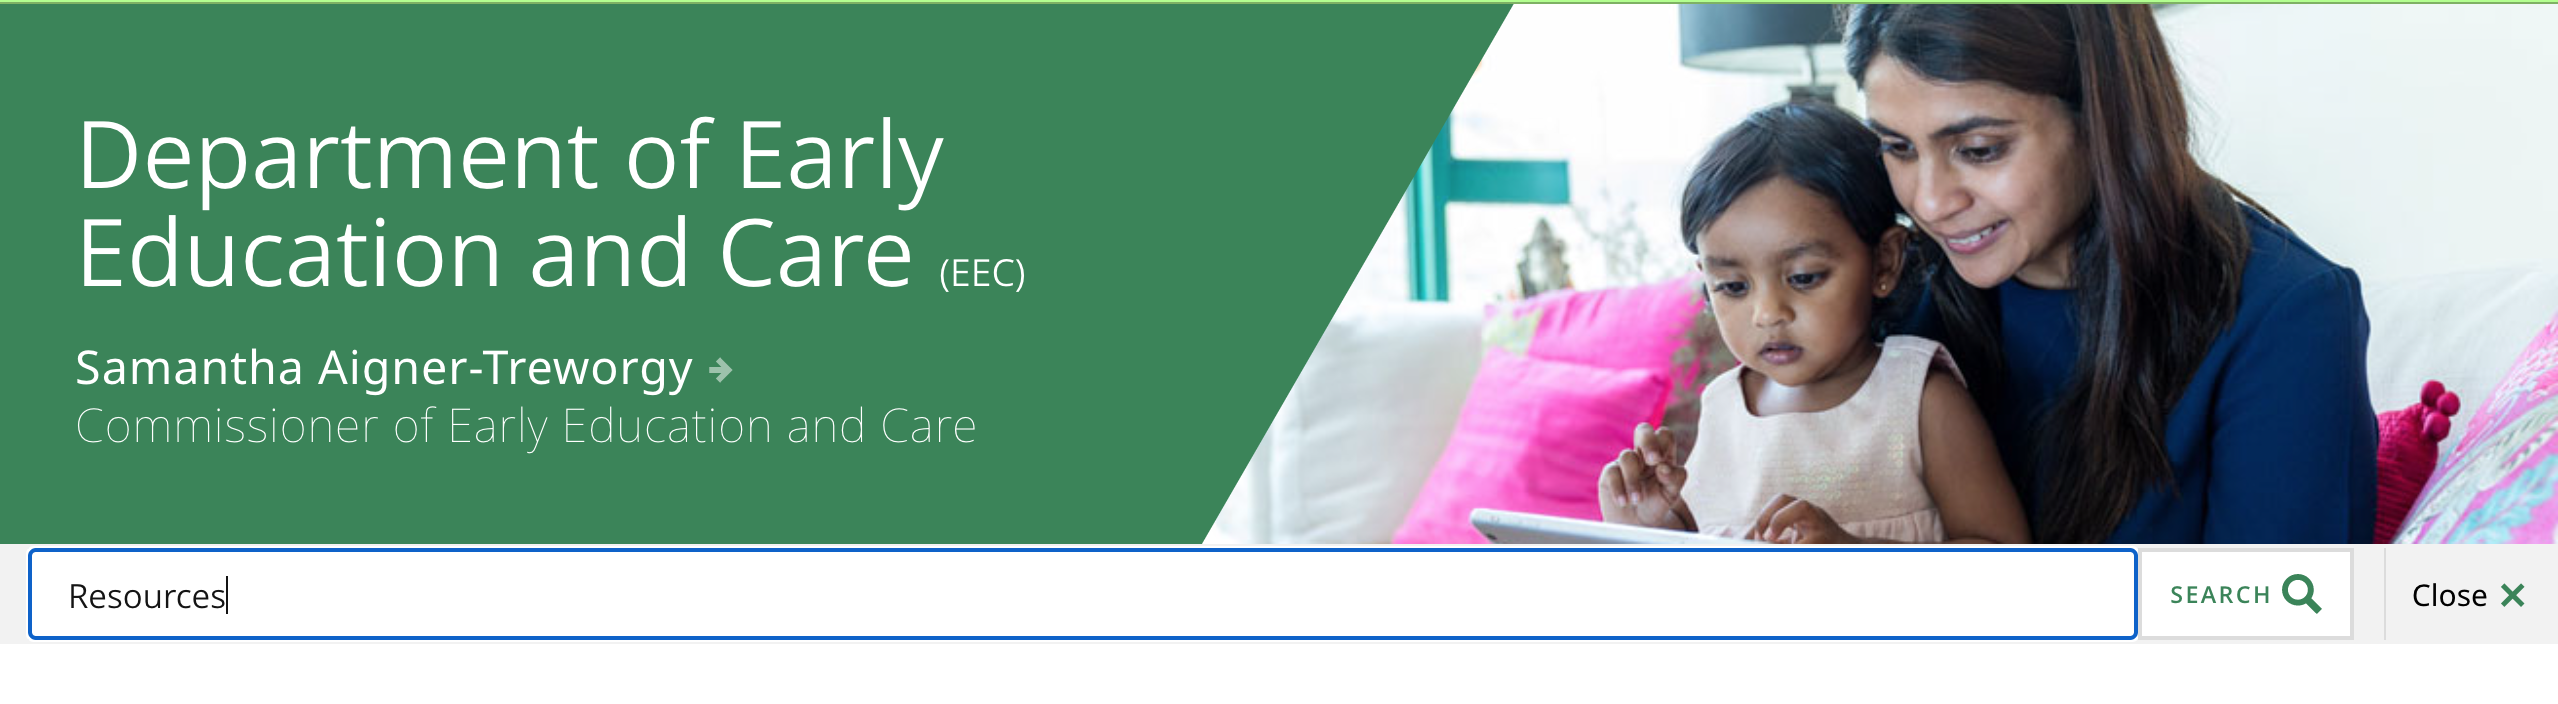 Department of Early
Education and Care (EEC)
Samantha Aigner-Treworgy
Commissioner of Early Education and Care
Resources
SEARCH
Close